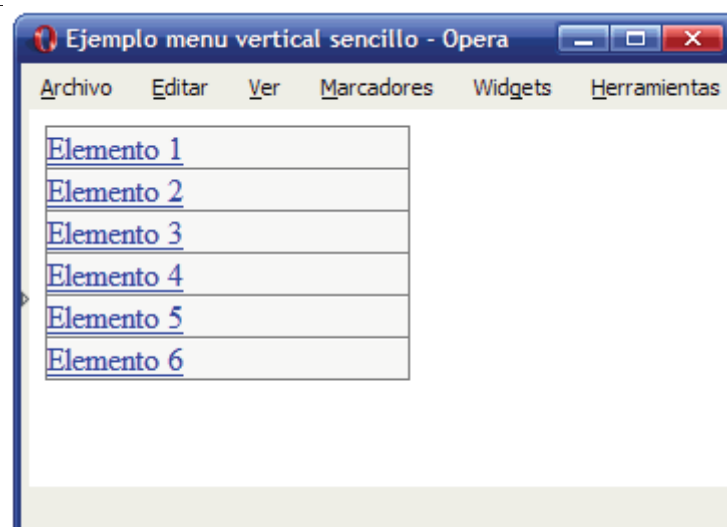 Ejemplo menu vertical sencillo - Opera
Archivo Editar Ver Marcadores Widgets Herramientas
Elemento 1
Elemento 2
Elemento 3
Elemento 4
Elemento 5
Elemento 6